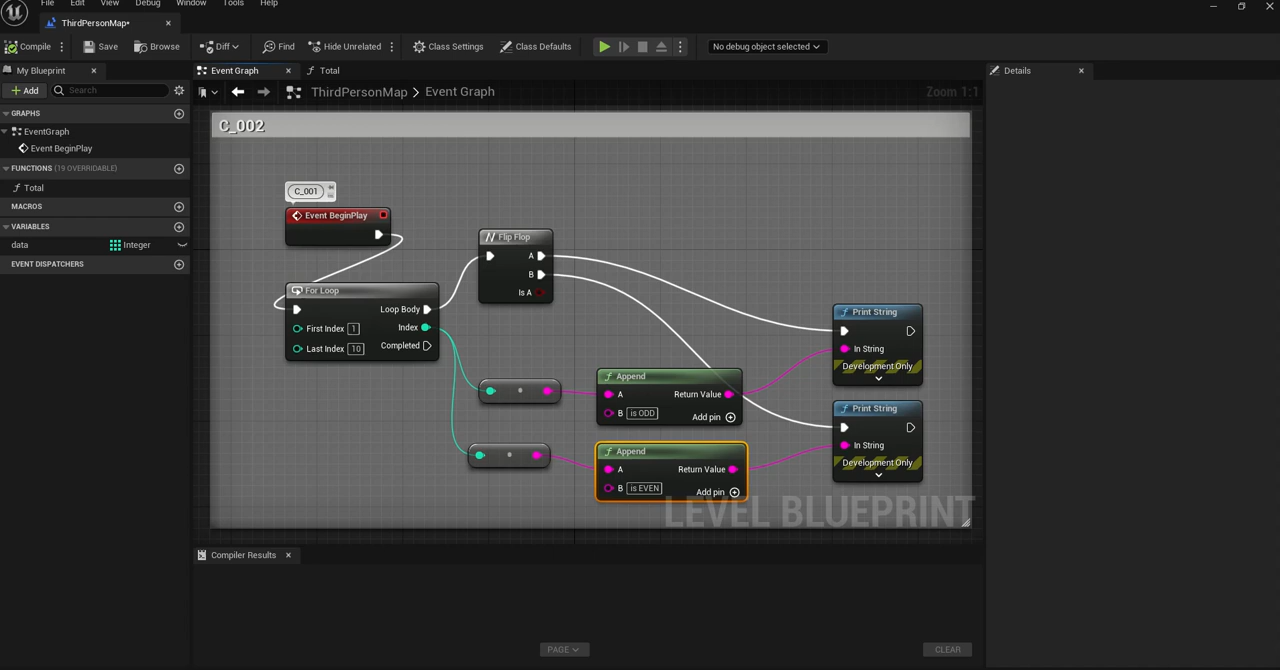 File Edit View Debug Window Tools Help
ThirdPersonMap•
Compile Save Browse Diff Find Hide Unrelated Class Settings Class Defaults No debug object selected
My Blueprint Event Graph Total Details
Add Search ThirdPersonMap > Event Graph Zoom 1:1
GRAPHS
EventGraph
Event BeginPlay
FUNCTIONS (19 OVERRIDABLE)
Total
MACROS
VARIABLES
data Integer
EVENT DISPATCHERS
C_002
C_001
Event BeginPlay
For Loop
Loop Body
First Index 1
Index
Last Index 10
Completed
Flip Flop
A
B
Is A
Append
A Return Value
B is ODD Add pin
Append
A Return Value
B is EVEN Add pin
Print String
In String
Development Only
Print String
In String
Development Only
LEVEL BLUEPRINT
Compiler Results
PAGE CLEAR